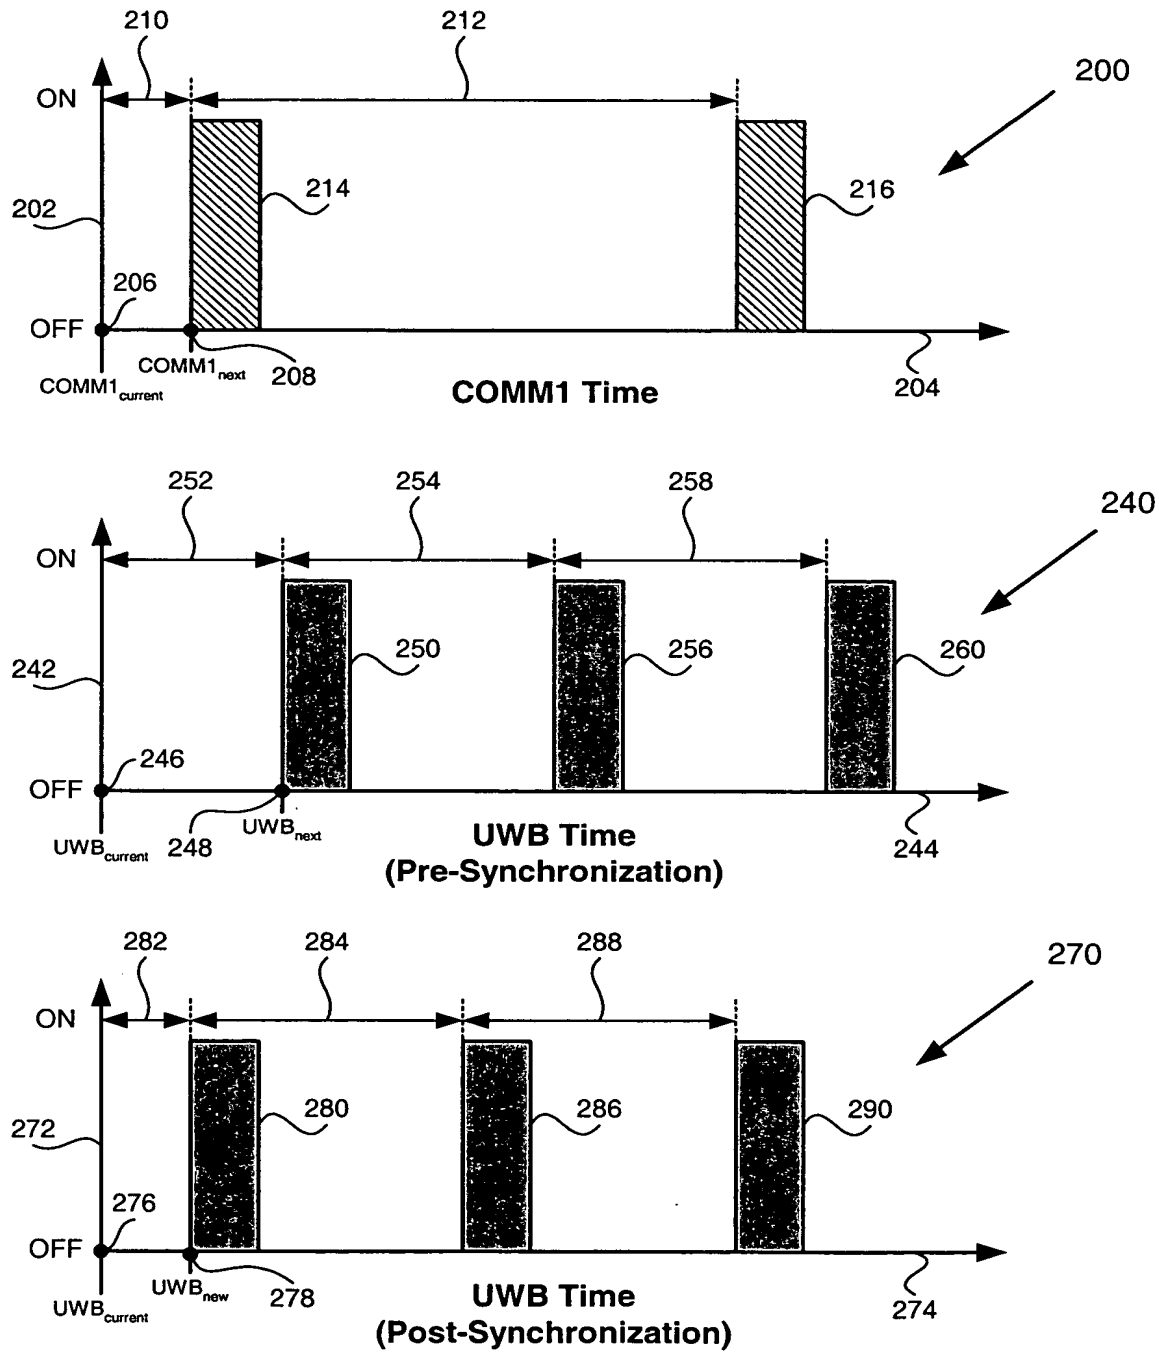 210 212
200
ON
214 216
202
206
OFF
COMM1next 208
COMM1current COMM1 Time 204
252 254 258
240
ON
250 256 260
242
246
OFF
UWBnext
UWBcurrent 248 UWB Time 244
(Pre-Synchronization)
282 284 288
270
ON
280 286 290
272
276
OFF
UWBnew 278
UWBcurrent UWB Time 274
(Post-Synchronization)